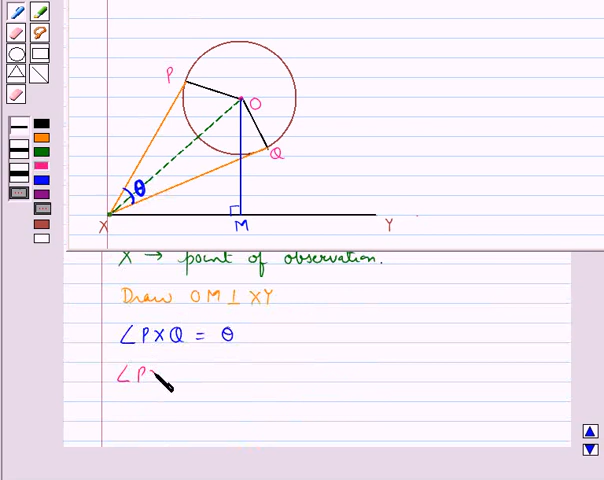 P
O
Q
θ
X
M
Y
X → point of observation.
Draw OM ⊥ XY
∠PXQ = θ
∠P